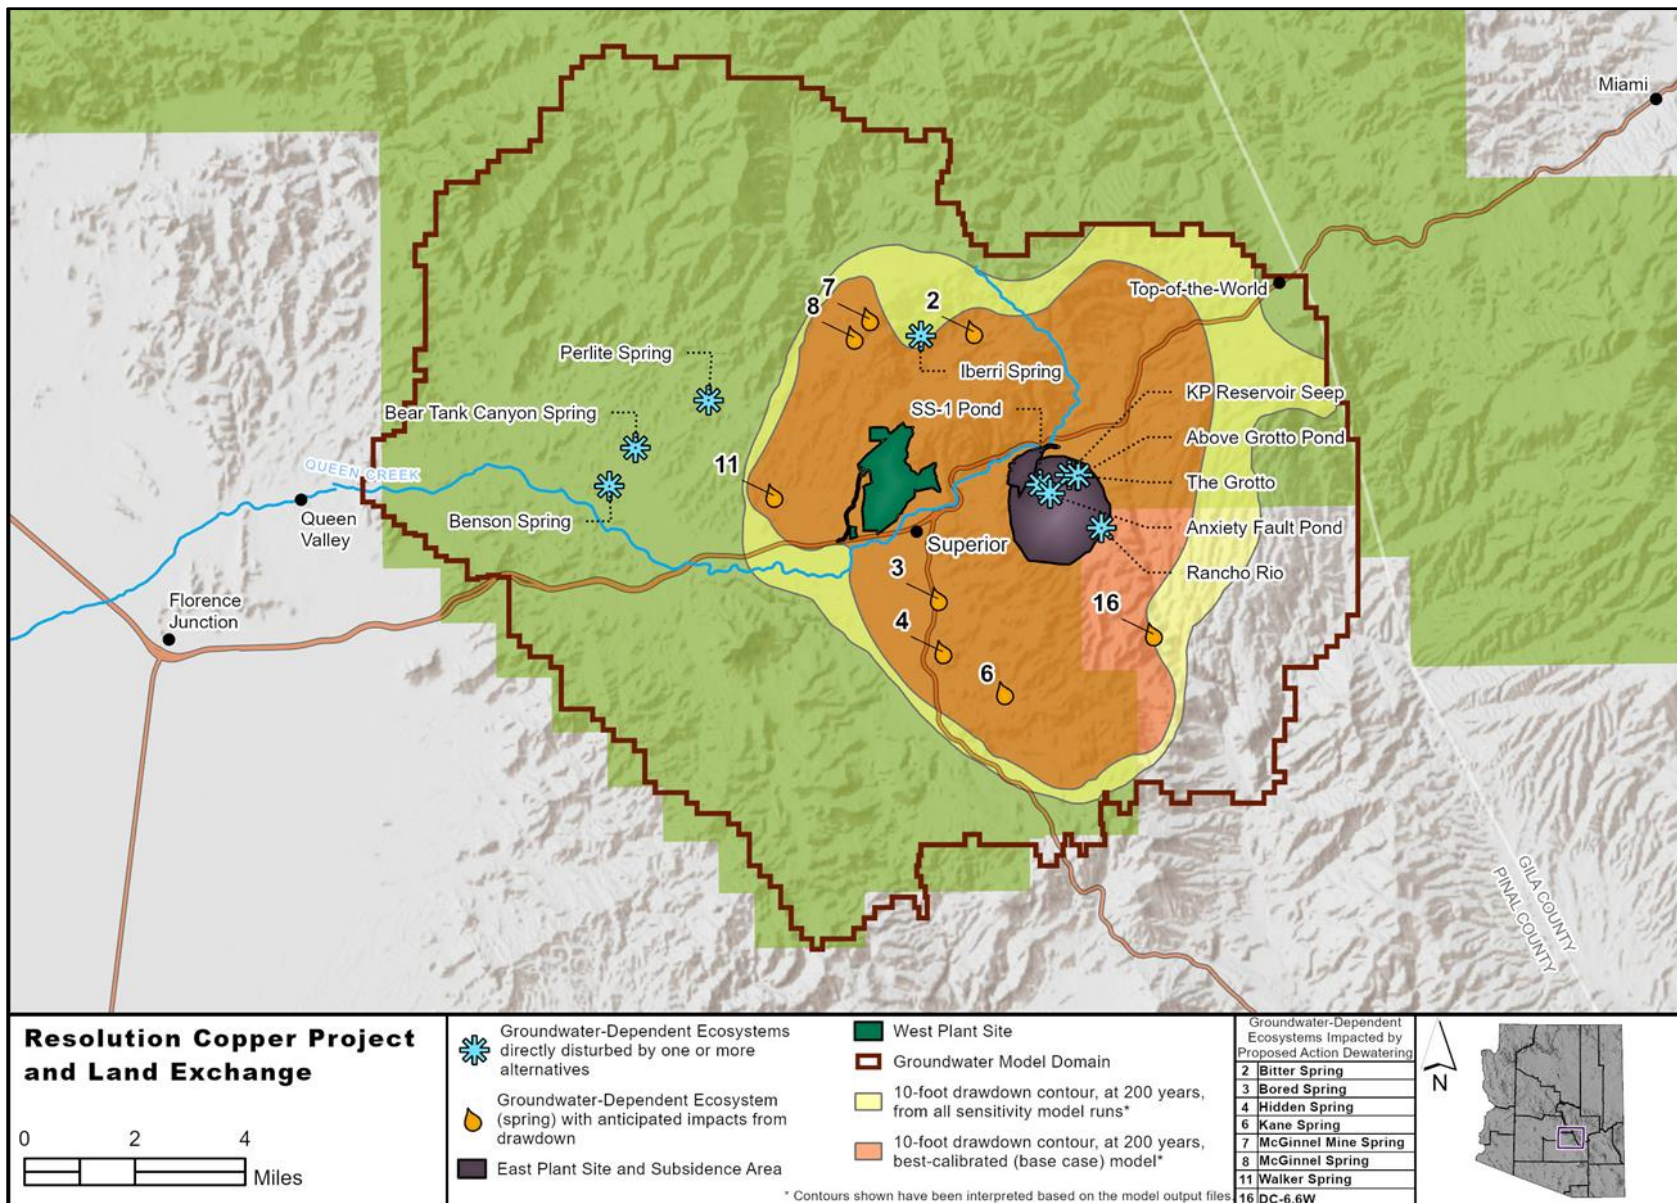 Miami
Top-of-the-World
7
8
2
Perlite Spring
Iberri Spring
KP Reservoir Seep
SS-1 Pond
Bear Tank Canyon Spring
Above Grotto Pond
11
QUEEN CREEK
The Grotto
Benson Spring
Anxiety Fault Pond
Queen
Valley
Superior
Rancho Rio
3
Florence
Junction
16
4
6
GILA COUNTY
PINAL COUNTY
Resolution Copper Project
and Land Exchange
0 2 4
Miles
Groundwater-Dependent Ecosystems
directly disturbed by one or more
alternatives
Groundwater-Dependent Ecosystem
(spring) with anticipated impacts from
drawdown
East Plant Site and Subsidence Area
West Plant Site
Groundwater Model Domain
10-foot drawdown contour, at 200 years,
from all sensitivity model runs*
10-foot drawdown contour, at 200 years,
best-calibrated (base case) model*
* Contours shown have been interpreted based on the model output files.
Groundwater-Dependent
Ecosystems Impacted by
Proposed Action Dewatering
2 Bitter Spring
3 Bored Spring
4 Hidden Spring
6 Kane Spring
7 McGinnel Mine Spring
8 McGinnel Spring
11 Walker Spring
16 DC-6.6W
N